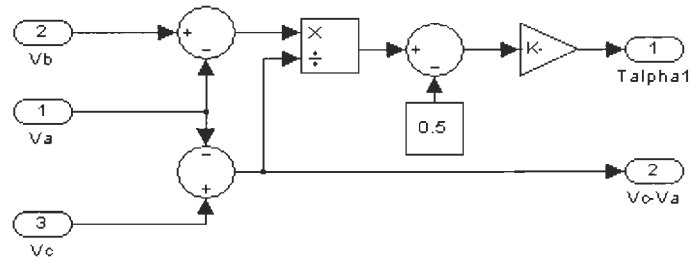 2
Vb
+
−
×
÷
+
−
K-
1
Talpha1
1
Va
0.5
−
+
2
Vc-Va
3
Vc